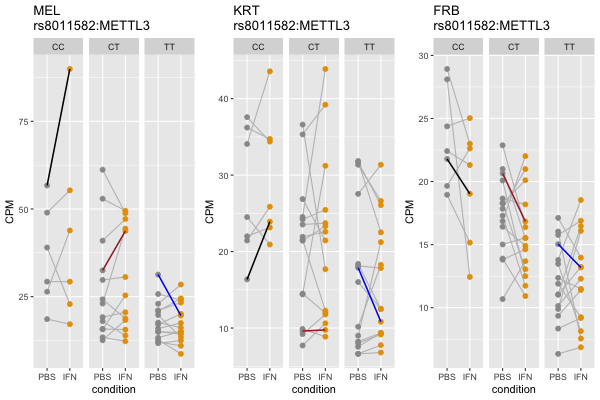 MEL
rs8011582:METTL3
CC CT TT
CPM
75
50
25
PBS IFN PBS IFN PBS IFN
condition
KRT
rs8011582:METTL3
CC CT TT
CPM
40
30
20
10
PBS IFN PBS IFN PBS IFN
condition
FRB
rs8011582:METTL3
CC CT TT
CPM
30
25
20
15
10
PBS IFN PBS IFN PBS IFN
condition